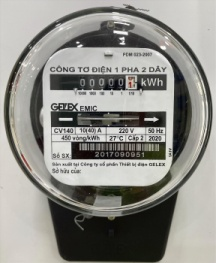 PDM 023-2007
CÔNG TƠ ĐIỆN 1 PHA 2 DÂY
00000 kWh
GELEX EMIC
CV140 10(40) A 220 V 50 Hz
450 vòng/kWh 27°C Cấp 2 2020
Số SX: 2017090951
Sản xuất tại Công ty cổ phần Thiết bị điện GELEX
Sở hữu của: